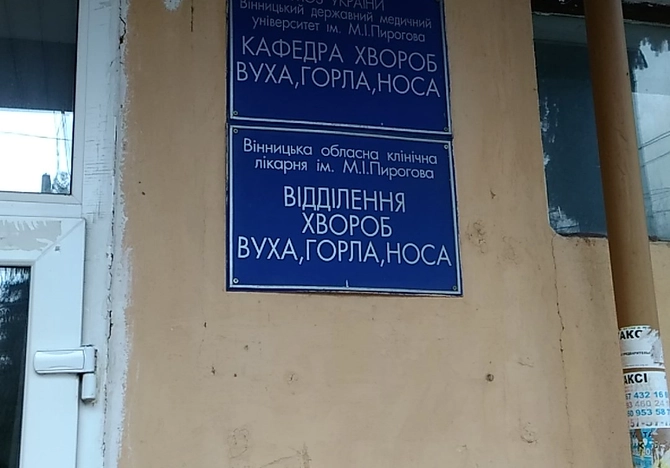 УКРАЇНИ
Вінницький державний медичний
університет ім. М.І.Пирогова
КАФЕДРА ХВОРОБ
ВУХА,ГОРЛА,НОСА
Вінницька обласна клінічна
лікарня ім. М.І.Пирогова
ВІДДІЛЕННЯ
ХВОРОБ
ВУХА,ГОРЛА,НОСА